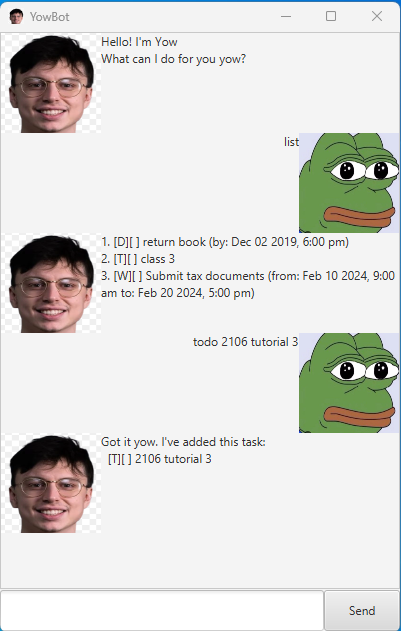 YowBot
Hello! I'm Yow
What can I do for you yow?
list
1. [D][ ] return book (by: Dec 02 2019, 6:00 pm)
2. [T][ ] class 3
3. [W][ ] Submit tax documents (from: Feb 10 2024, 9:00
am to: Feb 20 2024, 5:00 pm)
todo 2106 tutorial 3
Got it yow. I've added this task:
[T][ ] 2106 tutorial 3
Send